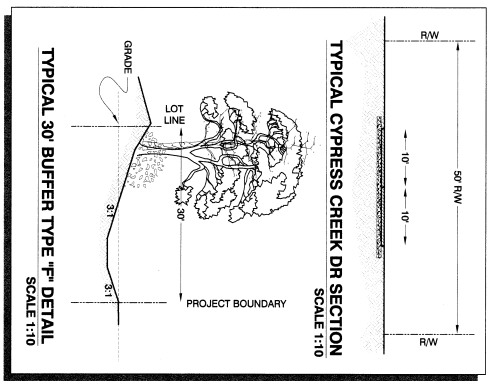 R/W
50' R/W
R/W
10'
10'
TYPICAL CYPRESS CREEK DR SECTION
SCALE 1:10
LOT
LINE
30'
PROJECT BOUNDARY
GRADE
3:1
3:1
TYPICAL 30' BUFFER TYPE "F" DETAIL
SCALE 1:10